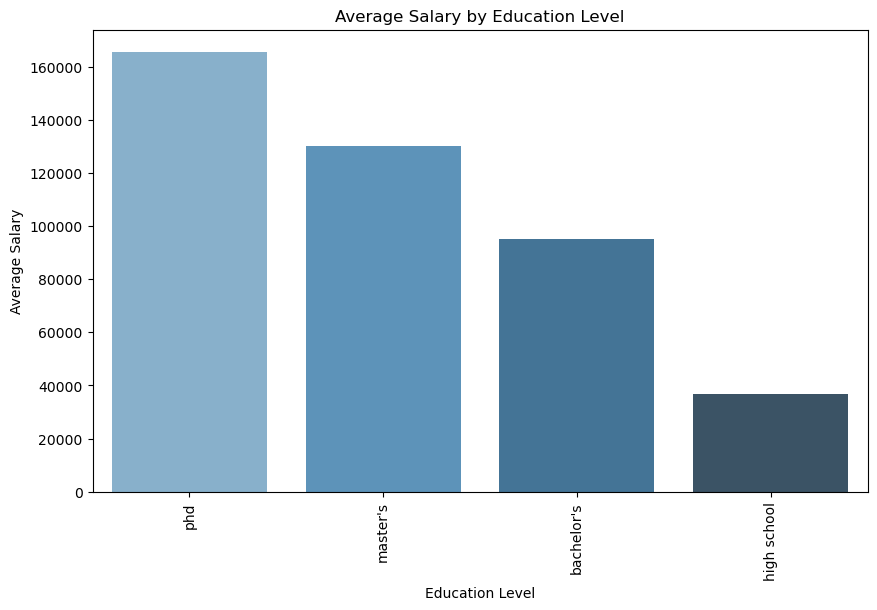 Average Salary by Education Level
Average Salary
160000
140000
120000
100000
80000
60000
40000
20000
0
phd
master's
bachelor's
high school
Education Level